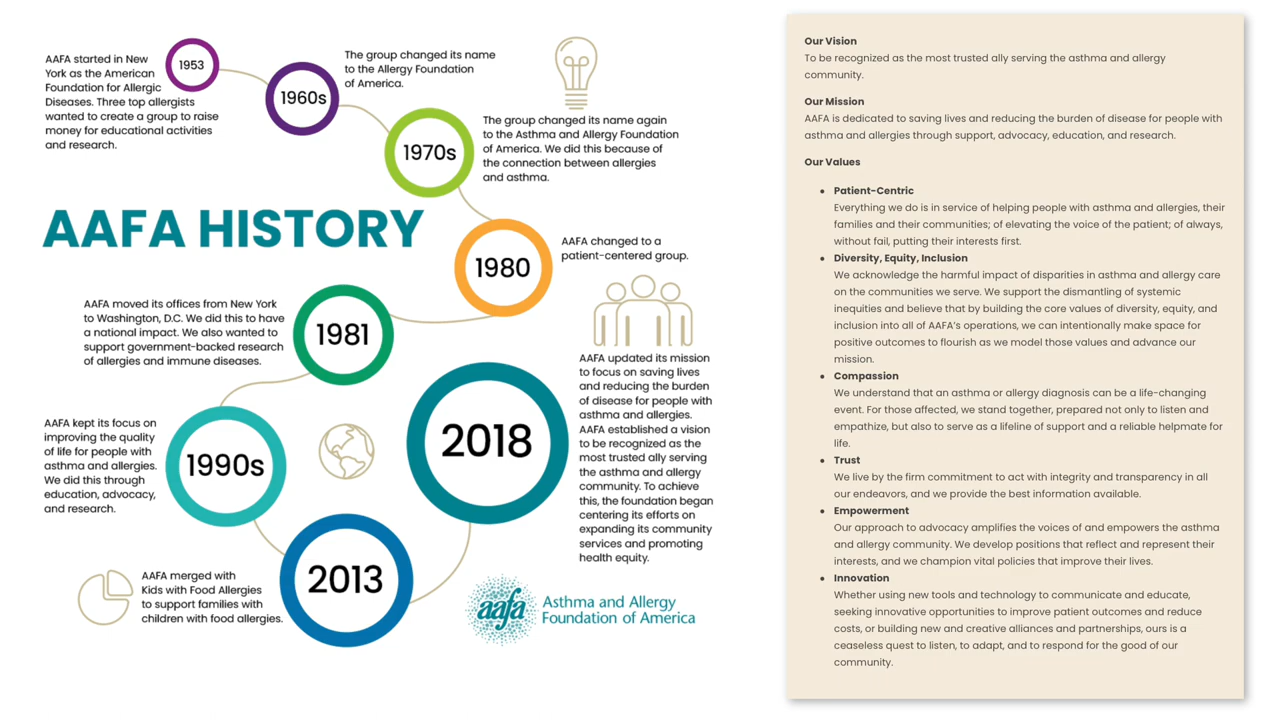 AAFA started in New
York as the American
Foundation for Allergic
Diseases. Three top allergists
wanted to create a group to raise
money for educational activities
and research.
1953
1960s
The group changed its name
to the Allergy Foundation
of America.
1970s
The group changed its name again
to the Asthma and Allergy Foundation
of America. We did this because of
the connection between allergies
and asthma.
AAFA HISTORY
1980
AAFA changed to a
patient-centered group.
AAFA moved its offices from New York
to Washington, D.C. We did this to have
a national impact. We also wanted to
support government-backed research
of allergies and immune diseases.
1981
AAFA kept its focus on
improving the quality
of life for people with
asthma and allergies.
We did this through
education, advocacy,
and research.
1990s
AAFA merged with
Kids with Food Allergies
to support families with
children with food allergies.
2013
2018
AAFA updated its mission
to focus on saving lives
and reducing the burden
of disease for people with
asthma and allergies.
AAFA established a vision
to be recognized as the
most trusted ally serving
the asthma and allergy
community. To achieve
this, the foundation began
centering its efforts on
expanding its community
services and promoting
health equity.
aafa
Asthma and Allergy
Foundation of America
Our Vision
To be recognized as the most trusted ally serving the asthma and allergy
community.
Our Mission
AAFA is dedicated to saving lives and reducing the burden of disease for people with
asthma and allergies through support, advocacy, education, and research.
Our Values
• Patient-Centric
Everything we do is in service of helping people with asthma and allergies, their
families and their communities; of elevating the voice of the patient; of always,
without fail, putting their interests first.
• Diversity, Equity, Inclusion
We acknowledge the harmful impact of disparities in asthma and allergy care
on the communities we serve. We support the dismantling of systemic
inequities and believe that by building the core values of diversity, equity, and
inclusion into all of AAFA's operations, we can intentionally make space for
positive outcomes to flourish as we model those values and advance our
mission.
• Compassion
We understand that an asthma or allergy diagnosis can be a life-changing
event. For those affected, we stand together, prepared not only to listen and
empathize, but also to serve as a lifeline of support and a reliable helpmate for
life.
• Trust
We live by the firm commitment to act with integrity and transparency in all
our endeavors, and we provide the best information available.
• Empowerment
Our approach to advocacy amplifies the voices of and empowers the asthma
and allergy community. We develop positions that reflect and represent their
interests, and we champion vital policies that improve their lives.
• Innovation
Whether using new tools and technology to communicate and educate,
seeking innovative opportunities to improve patient outcomes and reduce
costs, or building new and creative alliances and partnerships, ours is a
ceaseless quest to listen, to adapt, and to respond for the good of our
community.